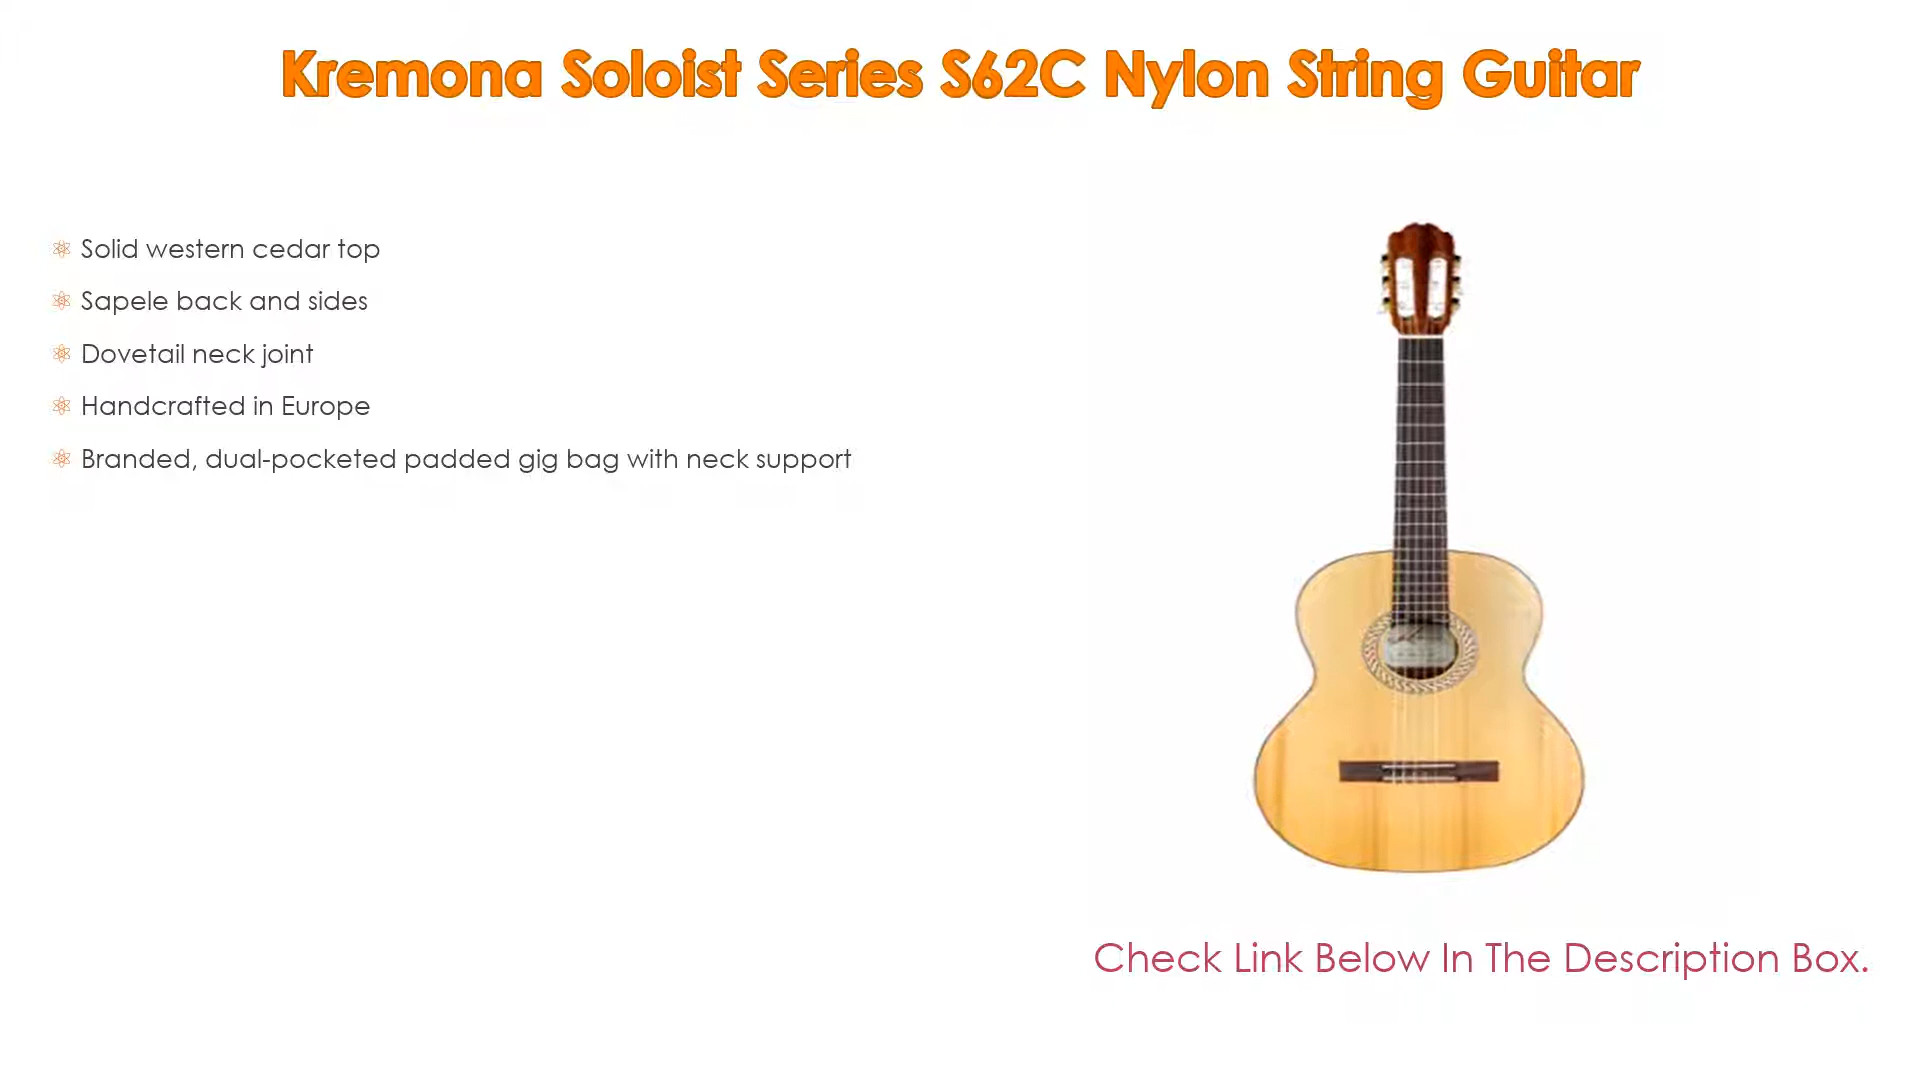 Kremona Soloist Series S62C Nylon String Guitar
Solid western cedar top
Sapele back and sides
Dovetail neck joint
Handcrafted in Europe
Branded, dual-pocketed padded gig bag with neck support
Check Link Below In The Description Box.